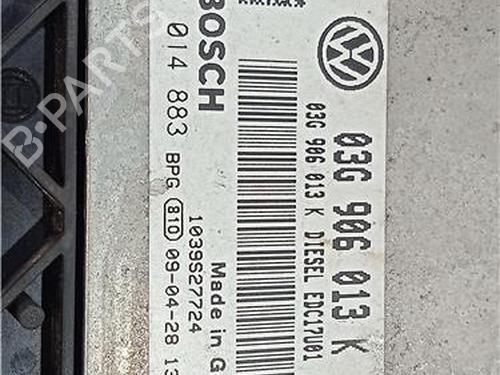 03G 906 013 K
03G 906 013 K DIESEL EDC17U01
BOSCH
014 883 BPG 810 09-04-28 13
1039S27724
Made in G
B-PARTS